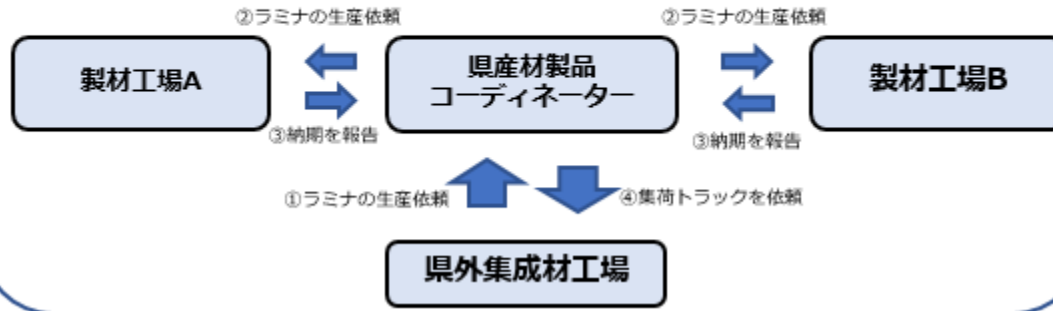 ②ラミナの生産依頼
②ラミナの生産依頼
製材工場A
県産材製品
コーディネーター
製材工場B
③納期を報告
③納期を報告
①ラミナの生産依頼
④集荷トラックを依頼
県外集成材工場